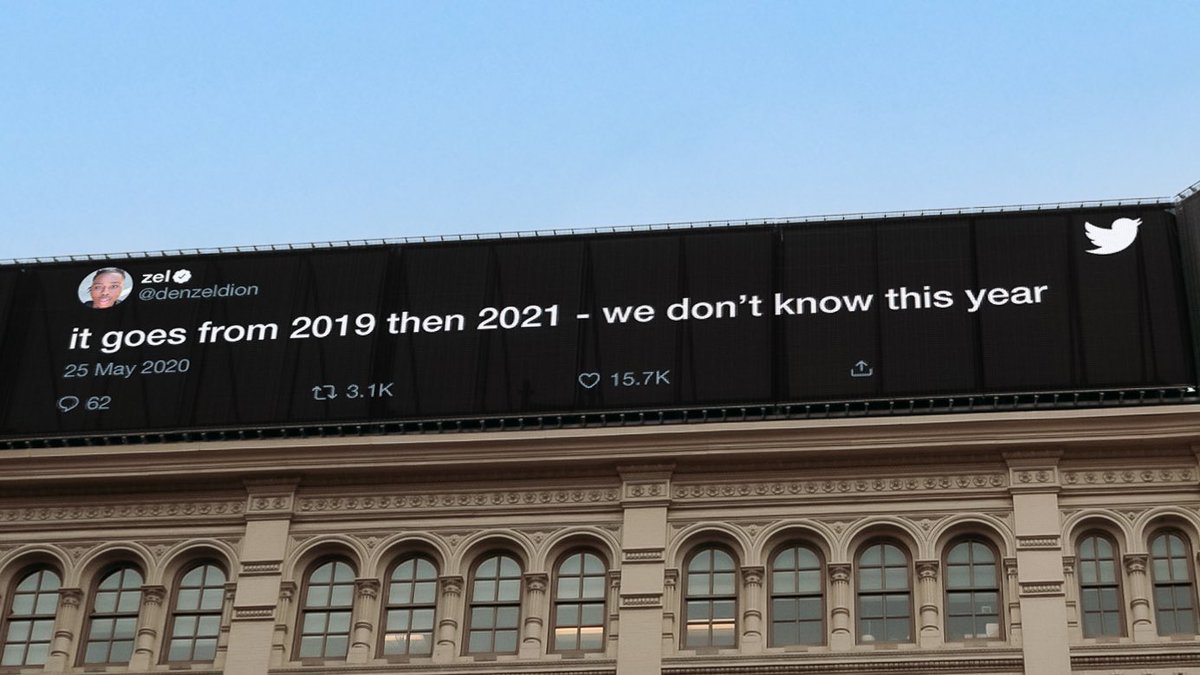 zel
@denzeldion
it goes from 2019 then 2021 - we don't know this year
25 May 2020
62 3.1K 15.7K